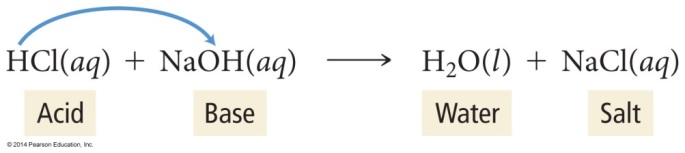 HCl(aq) + NaOH(aq) ⟶ H₂O(l) + NaCl(aq)
Acid Base Water Salt
© 2014 Pearson Education, Inc.